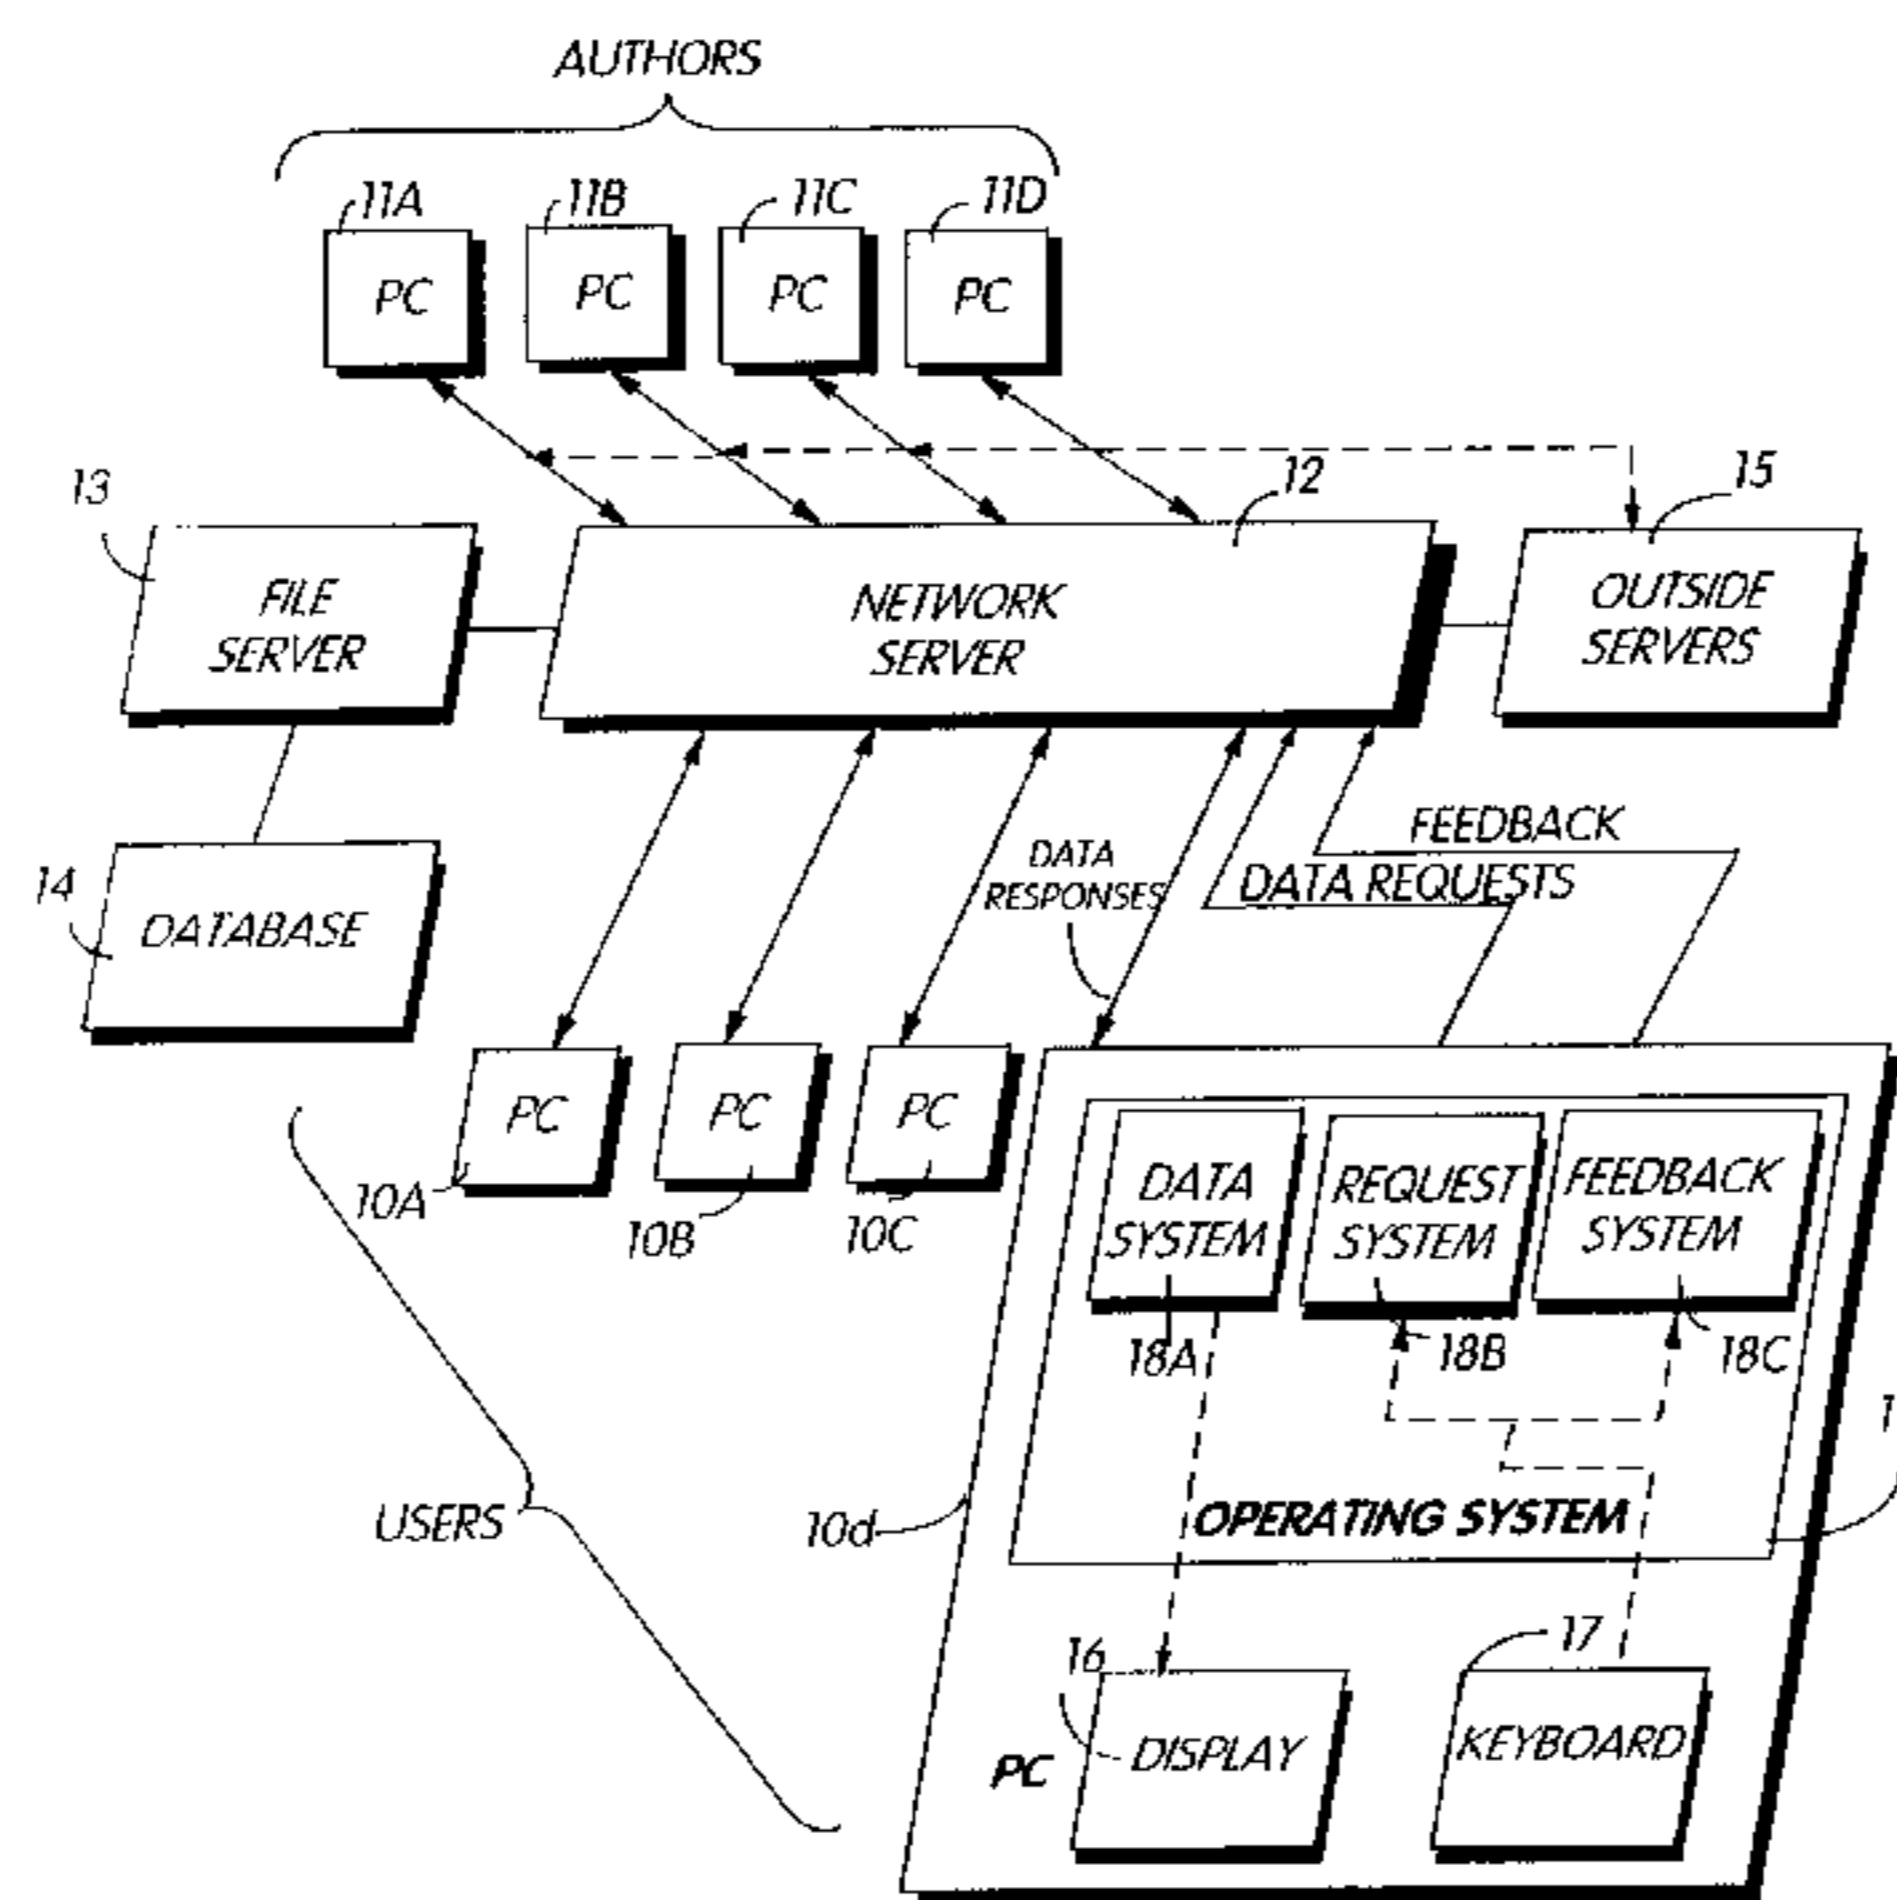 AUTHORS
11A
11B
11C
11D
PC
PC
PC
PC
13
12
15
FILE
SERVER
NETWORK
SERVER
OUTSIDE
SERVERS
14
DATABASE
DATA
RESPONSES
FEEDBACK
DATA REQUESTS
PC
PC
PC
10A
10B
10C
DATA
SYSTEM
REQUEST
SYSTEM
FEEDBACK
SYSTEM
18A
18B
18C
USERS
10d
OPERATING SYSTEM
16
17
PC
DISPLAY
KEYBOARD